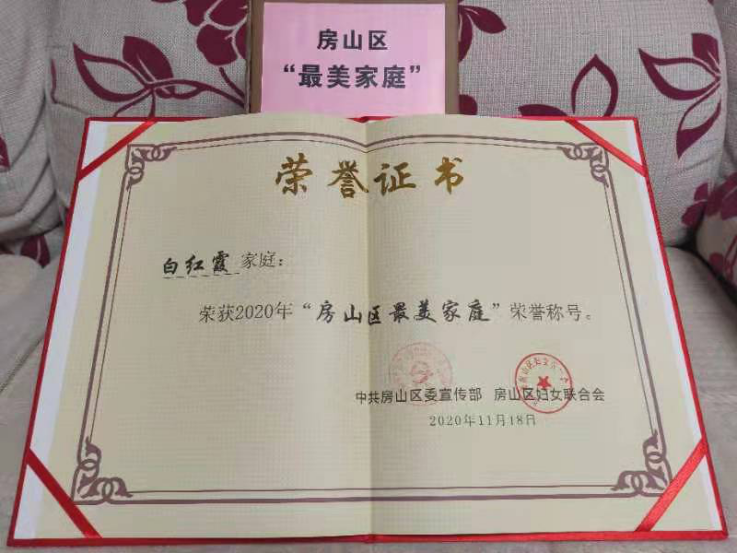 房山区
“最美家庭”
荣誉证书
白红霞 家庭：
荣获2020年“房山区最美家庭”荣誉称号。
中共房山区委宣传部 房山区妇女联合会
2020年11月18日